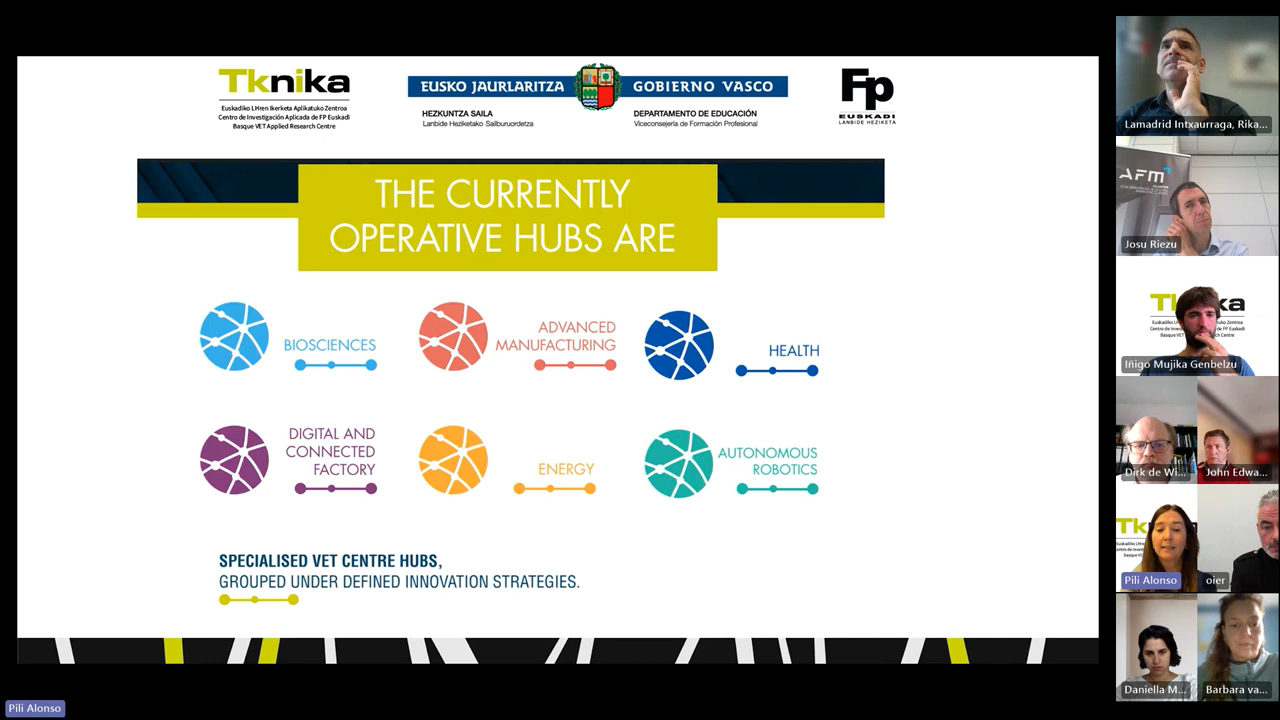 Tknika
Euskadiko LHren Ikerketa Aplikatuko Zentroa
Centro de Investigación Aplicada de FP Euskadi
Basque VET Applied Research Centre
EUSKO JAURLARITZA
GOBIERNO VASCO
HEZKUNTZA SAILA
Lanbide Heziketako Sailburuordetza
DEPARTAMENTO DE EDUCACIÓN
Viceconsejería de Formación Profesional
Fp
EUSKADI
LANBIDE HEZIKETA
THE CURRENTLY
OPERATIVE HUBS ARE
BIOSCIENCES
ADVANCED
MANUFACTURING
HEALTH
DIGITAL AND
CONNECTED
FACTORY
ENERGY
AUTONOMOUS
ROBOTICS
SPECIALISED VET CENTRE HUBS,
GROUPED UNDER DEFINED INNOVATION STRATEGIES.
Pili Alonso
Lamadrid Intxaurraga, Rika...
AFM
CLUSTER
Josu Riezu
Iñigo Mujika Genbelzu
Dirk de Wi...
John Edwa...
Pili Alonso
oier
Daniella M...
Barbara va...